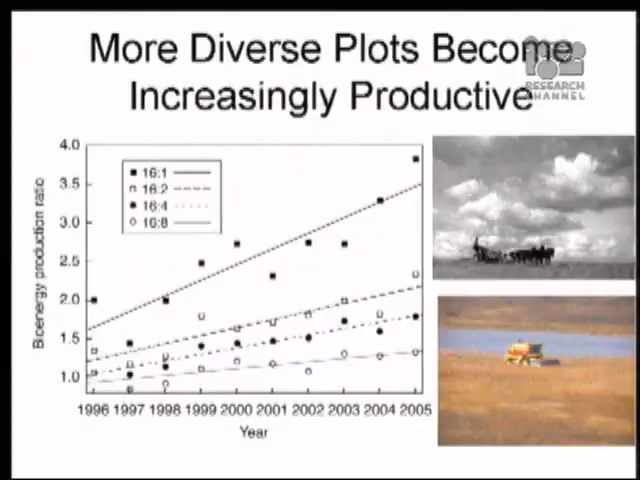 More Diverse Plots Become
Increasingly Productive
RESEARCH
CHANNEL
4.0
3.5
3.0
2.5
2.0
1.5
1.0
Bioenergy production ratio
16:1
16:2
16:4
16:8
1996 1997 1998 1999 2000 2001 2002 2003 2004 2005
Year